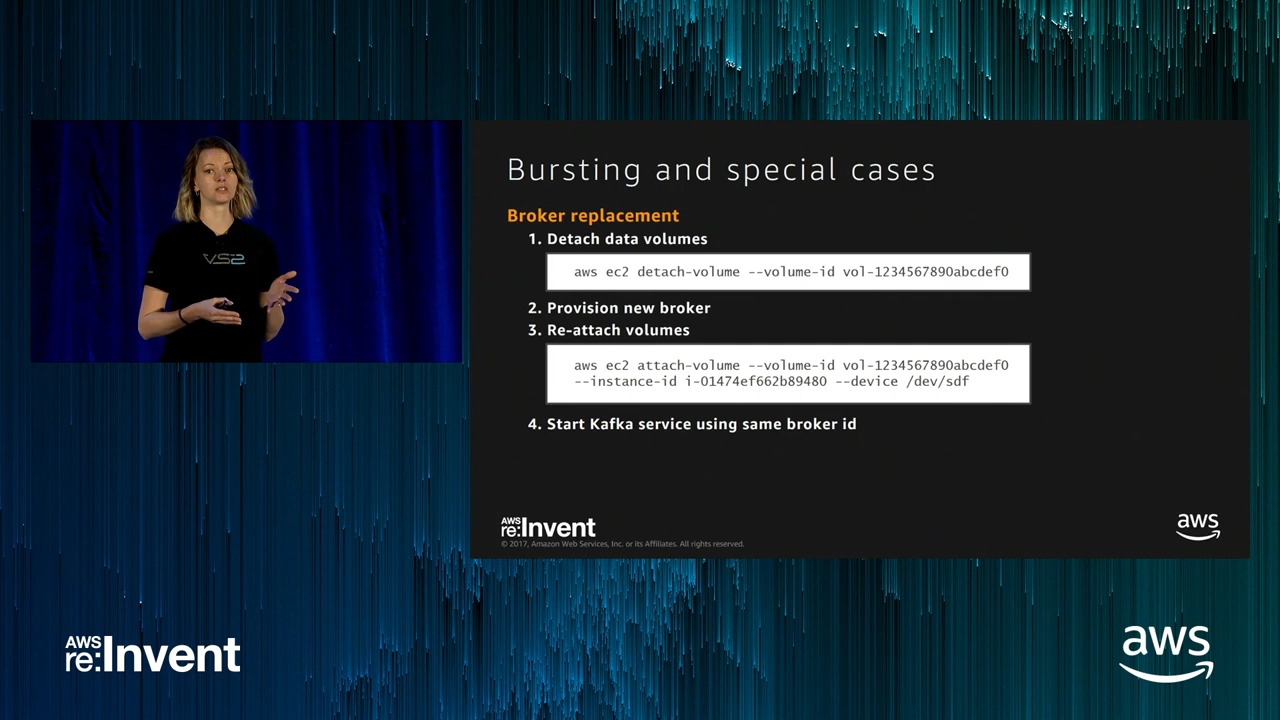 VS2
Bursting and special cases
Broker replacement
1. Detach data volumes
aws ec2 detach-volume --volume-id vol-1234567890abcdef0
2. Provision new broker
3. Re-attach volumes
aws ec2 attach-volume --volume-id vol-1234567890abcdef0
--instance-id i-01474ef662b89480 --device /dev/sdf
4. Start Kafka service using same broker id
AWS
re:Invent
© 2017, Amazon Web Services, Inc. or its Affiliates. All rights reserved.
aws
AWS
re:Invent
aws